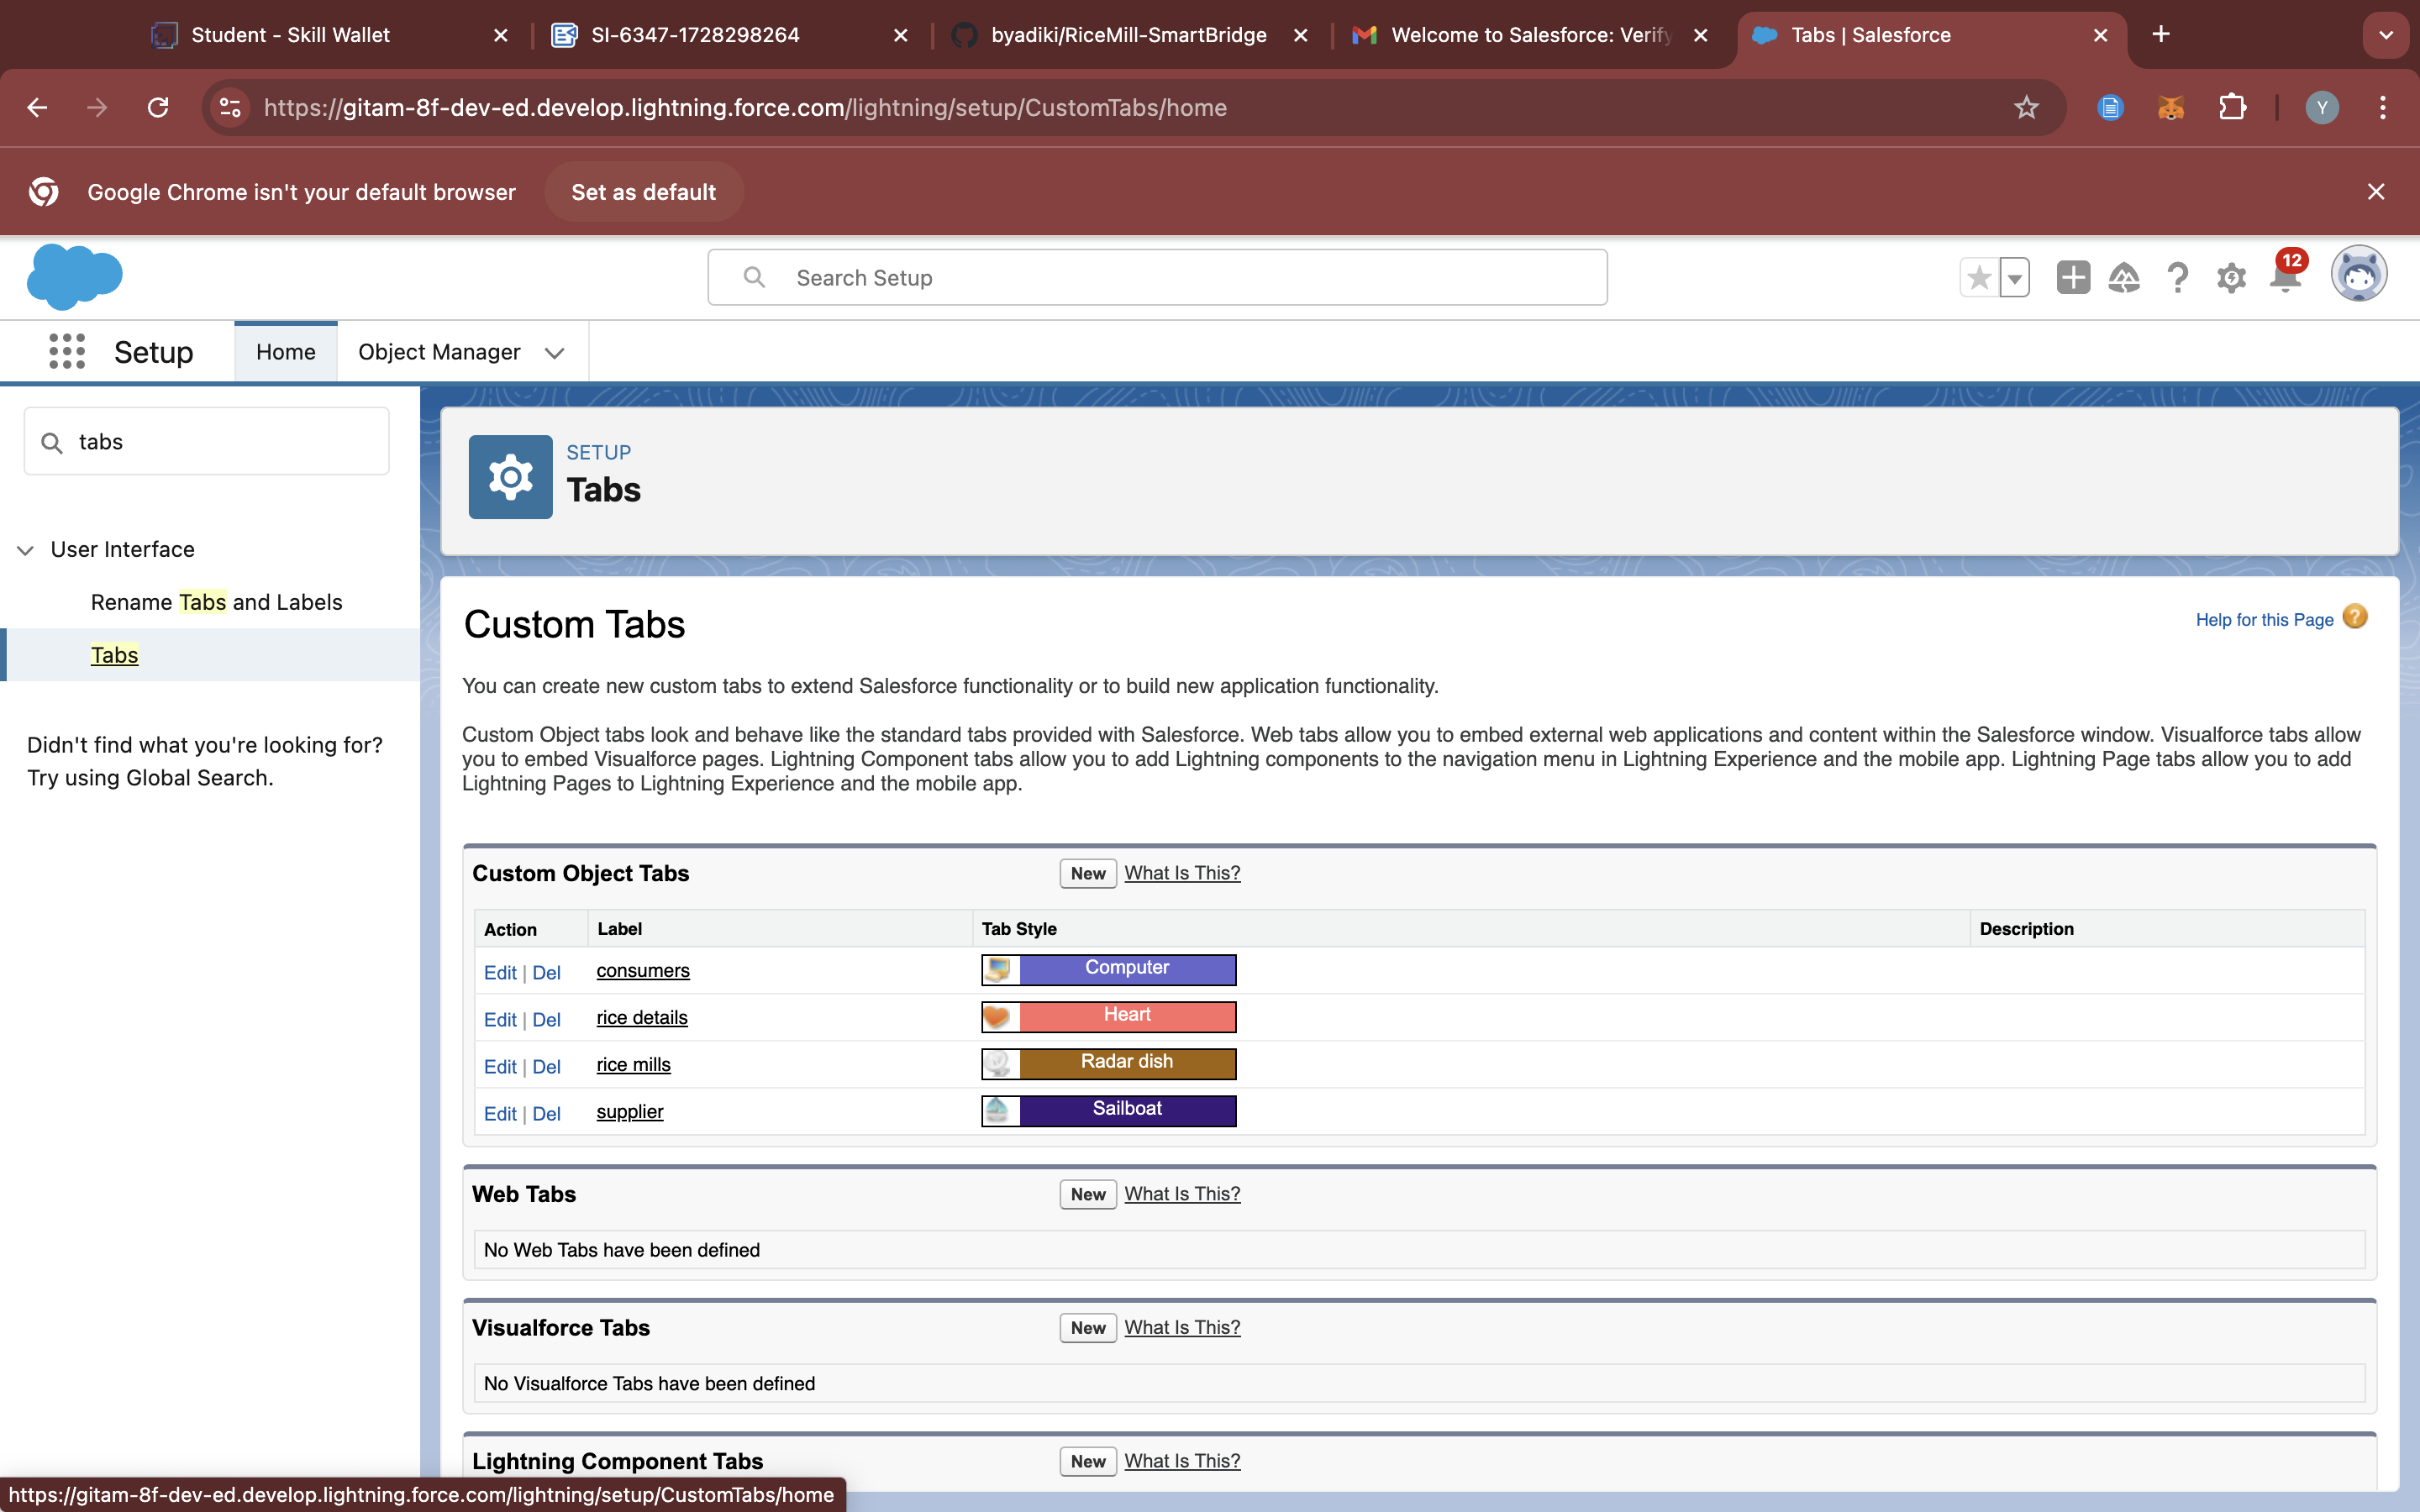 Student - Skill Wallet
SI-6347-1728298264
byadiki/RiceMill-SmartBridge
Welcome to Salesforce: Verify
Tabs | Salesforce
https://gitam-8f-dev-ed.develop.lightning.force.com/lightning/setup/CustomTabs/home
Y
Google Chrome isn't your default browser
Set as default
Search Setup
12
Setup
Home
Object Manager
tabs
User Interface
Rename Tabs and Labels
Tabs
Didn't find what you're looking for?
Try using Global Search.
SETUP
Tabs
Custom Tabs
Help for this Page ?
You can create new custom tabs to extend Salesforce functionality or to build new application functionality.
Custom Object tabs look and behave like the standard tabs provided with Salesforce. Web tabs allow you to embed external web applications and content within the Salesforce window. Visualforce tabs allow
you to embed Visualforce pages. Lightning Component tabs allow you to add Lightning components to the navigation menu in Lightning Experience and the mobile app. Lightning Page tabs allow you to add
Lightning Pages to Lightning Experience and the mobile app.
Custom Object Tabs New What Is This?
Action Label Tab Style Description
Edit | Del consumers Computer
Edit | Del rice details Heart
Edit | Del rice mills Radar dish
Edit | Del supplier Sailboat
Web Tabs New What Is This?
No Web Tabs have been defined
Visualforce Tabs New What Is This?
No Visualforce Tabs have been defined
Lightning Component Tabs New What Is This?
https://gitam-8f-dev-ed.develop.lightning.force.com/lightning/setup/CustomTabs/home